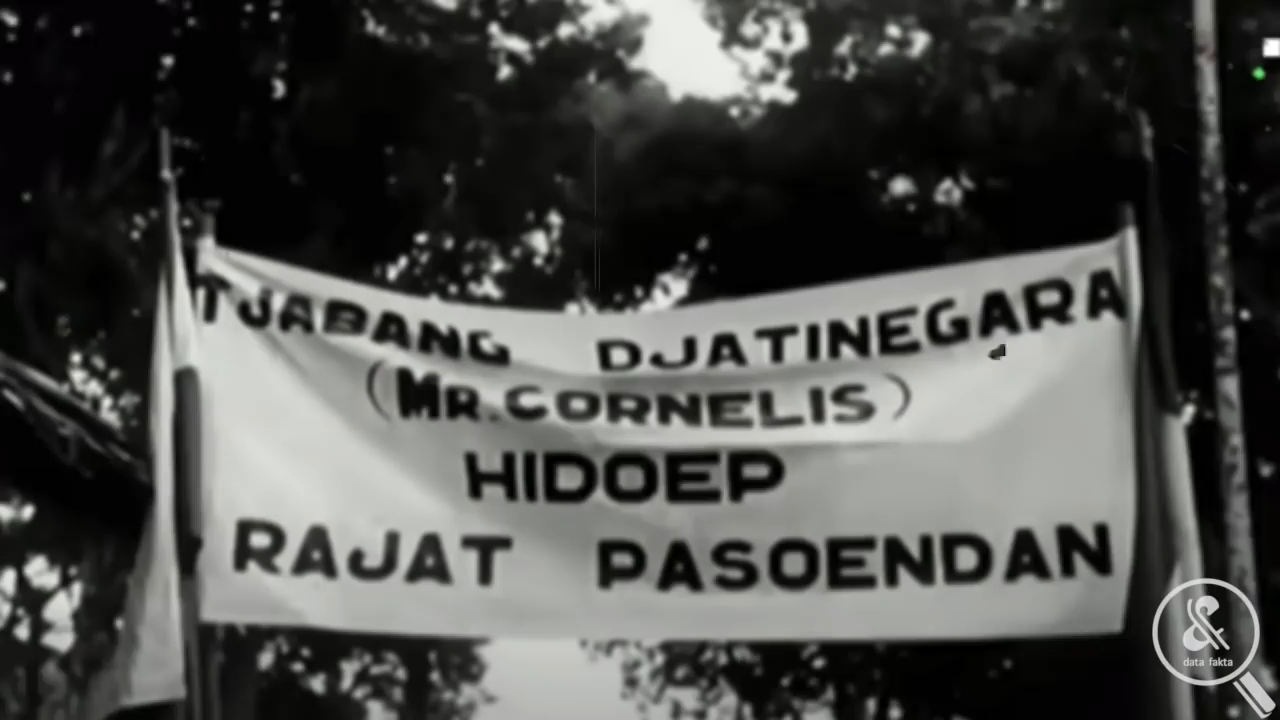 TJABANG DJATINEGARA
(MR. CORNELIS)
HIDOEP
RAJAT PASOENDAN
&
data fakta